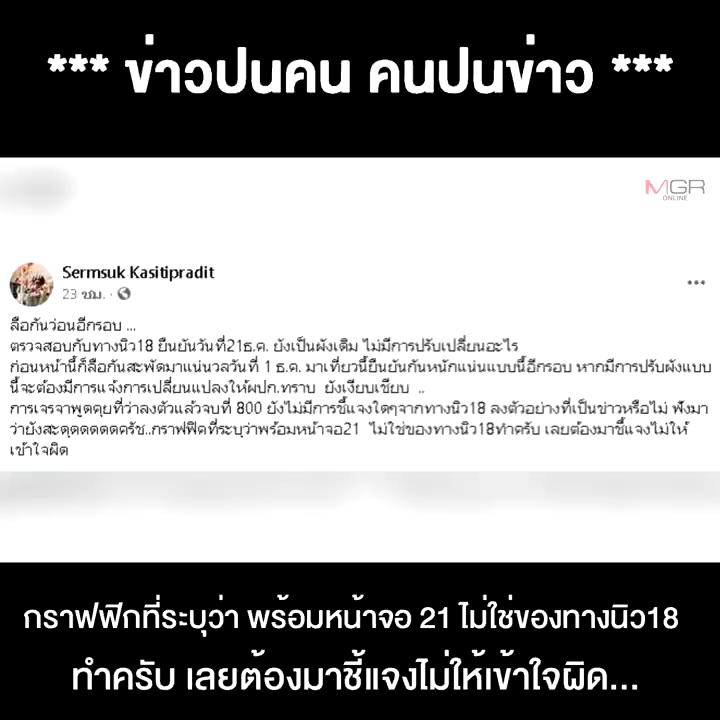 *** ข่าวปนคน คนปนข่าว ***
MGR
ONLINE
Sermsuk Kasitipradit
23 ชม. ·
ลือกันว่อนอีกรอบ ...
ตรวจสอบกับทางนิว18 ยืนยันวันที่21ธ.ค. ยังเป็นผังเดิม ไม่มีการปรับเปลี่ยนอะไร
ก่อนหน้านี้ก็ลือกันสะพัดมาแน่นวลวันที่ 1 ธ.ค. มาเที่ยวนี้ยืนยันกันหนักแน่นแบบนี้อีกรอบ หากมีการปรับผังแบบ
นี้จะต้องมีการแจ้งการเปลี่ยนแปลงให้ผปก.ทราบ ยังเงียบเชียบ ..
การเจรจาพูดคุยที่ว่าลงตัวแล้วจบที่ 800 ยังไม่มีการชี้แจงใดๆจากทางนิว18 ลงตัวอย่างที่เป็นข่าวหรือไม่ ฟังมา
ว่ายังสะดุดดดดดดครัช..กราฟฟิคที่ระบุว่าพร้อมหน้าจอ21 ไม่ใช่ของทางนิว18ทำครับ เลยต้องมาชี้แจงไม่ให้
เข้าใจผิด
กราฟฟิกที่ระบุว่า พร้อมหน้าจอ 21 ไม่ใช่ของทางนิว18
ทำครับ เลยต้องมาชี้แจงไม่ให้เข้าใจผิด...